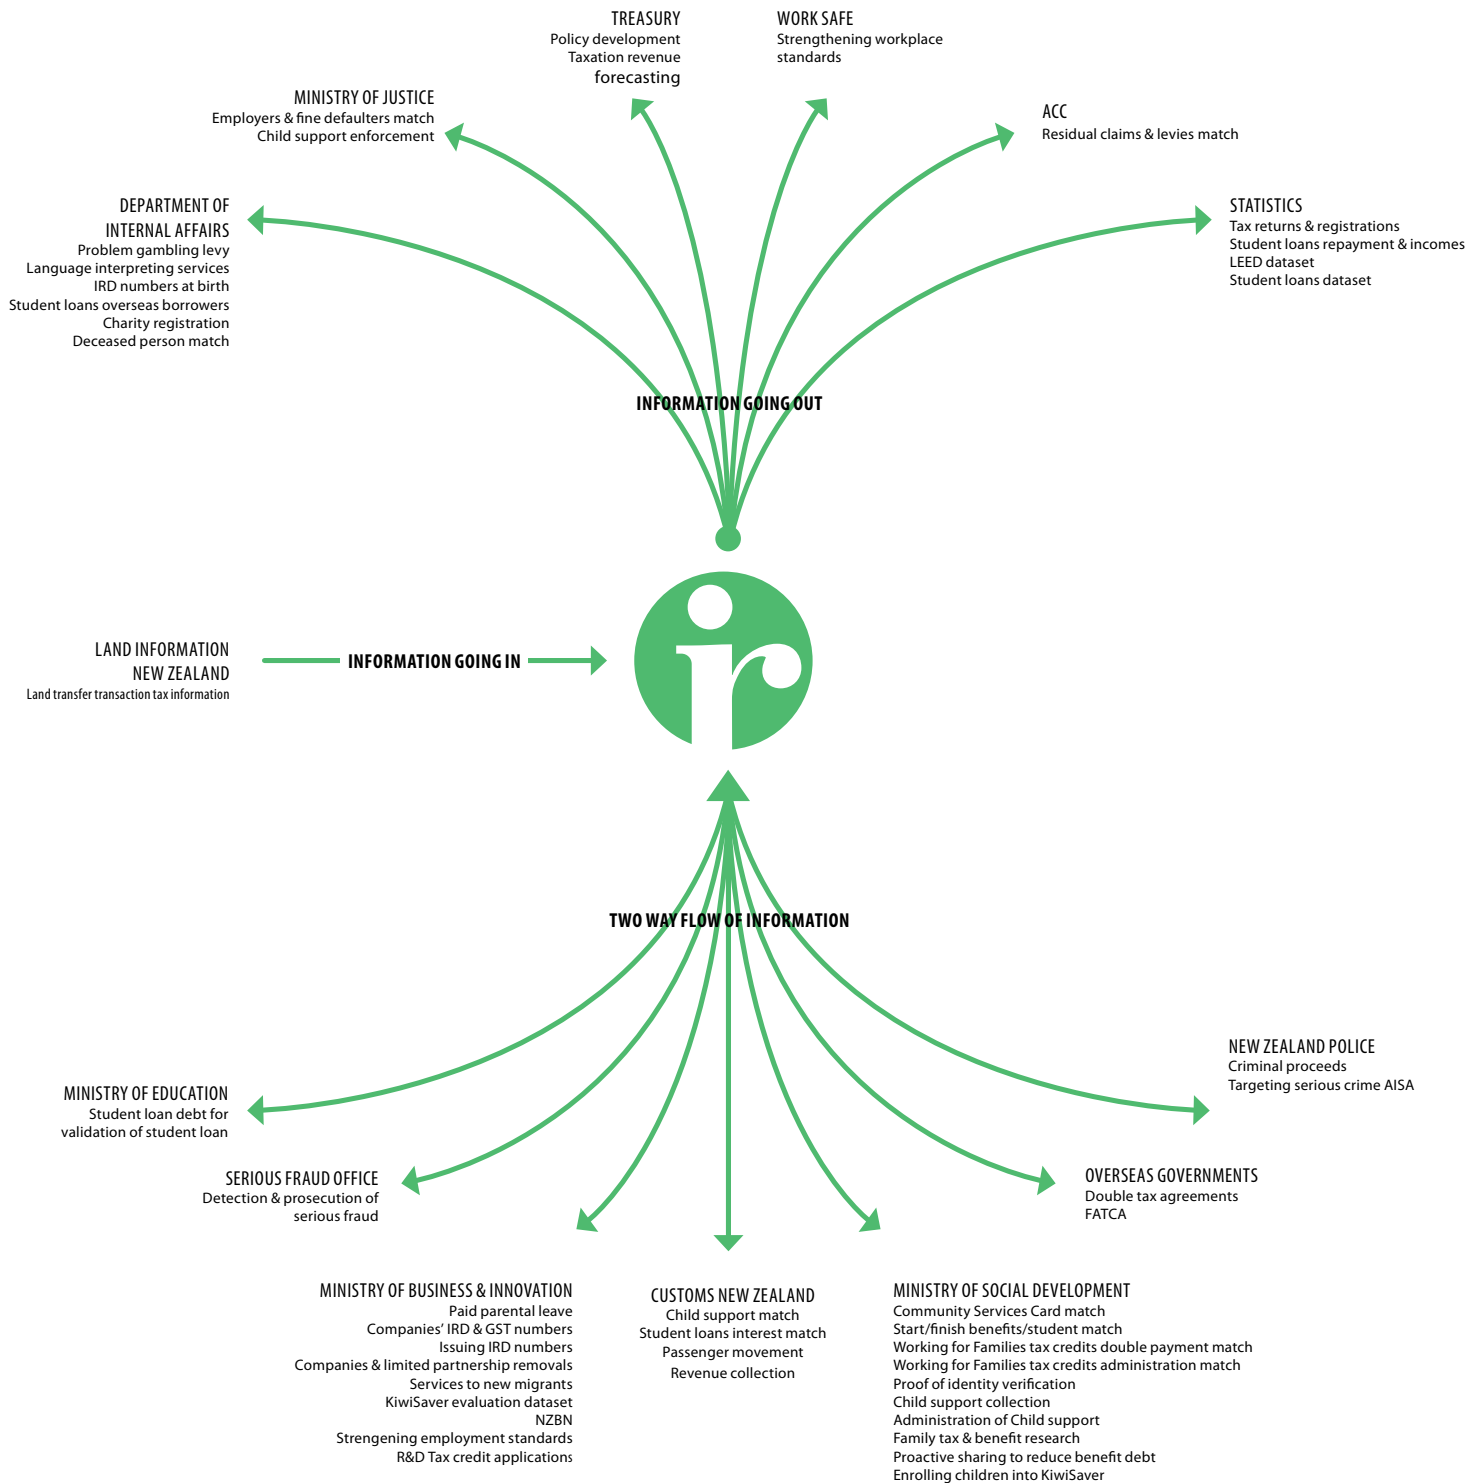 TREASURY
Policy development
Taxation revenue
forecasting
WORK SAFE
Strengthening workplace
standards
MINISTRY OF JUSTICE
Employers & fine defaulters match
Child support enforcement
ACC
Residual claims & levies match
DEPARTMENT OF
INTERNAL AFFAIRS
Problem gambling levy
Language interpreting services
IRD numbers at birth
Student loans overseas borrowers
Charity registration
Deceased person match
STATISTICS
Tax returns & registrations
Student loans repayment & incomes
LEED dataset
Student loans dataset
INFORMATION GOING OUT
ir
LAND INFORMATION
NEW ZEALAND
Land transfer transaction tax information
INFORMATION GOING IN
TWO WAY FLOW OF INFORMATION
MINISTRY OF EDUCATION
Student loan debt for
validation of student loan
NEW ZEALAND POLICE
Criminal proceeds
Targeting serious crime AISA
SERIOUS FRAUD OFFICE
Detection & prosecution of
serious fraud
OVERSEAS GOVERNMENTS
Double tax agreements
FATCA
MINISTRY OF BUSINESS & INNOVATION
Paid parental leave
Companies' IRD & GST numbers
Issuing IRD numbers
Companies & limited partnership removals
Services to new migrants
KiwiSaver evaluation dataset
NZBN
Strengening employment standards
R&D Tax credit applications
CUSTOMS NEW ZEALAND
Child support match
Student loans interest match
Passenger movement
Revenue collection
MINISTRY OF SOCIAL DEVELOPMENT
Community Services Card match
Start/finish benefits/student match
Working for Families tax credits double payment match
Working for Families tax credits administration match
Proof of identity verification
Child support collection
Administration of Child support
Family tax & benefit research
Proactive sharing to reduce benefit debt
Enrolling children into KiwiSaver